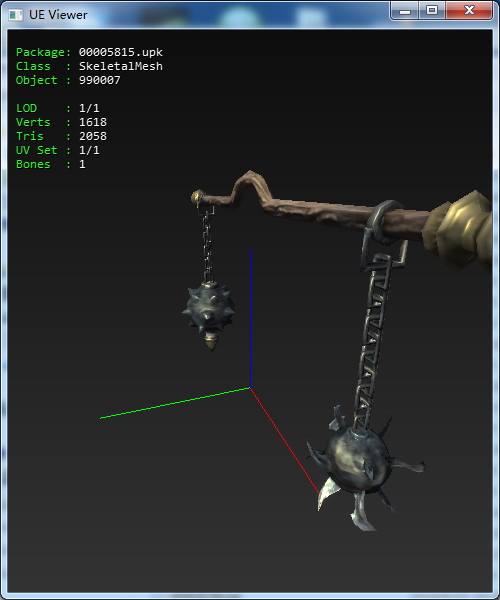 UE Viewer
Package: 00005815.upk
Class : SkeletalMesh
Object : 990007
LOD : 1/1
Verts : 1618
Tris : 2058
UV Set : 1/1
Bones : 1